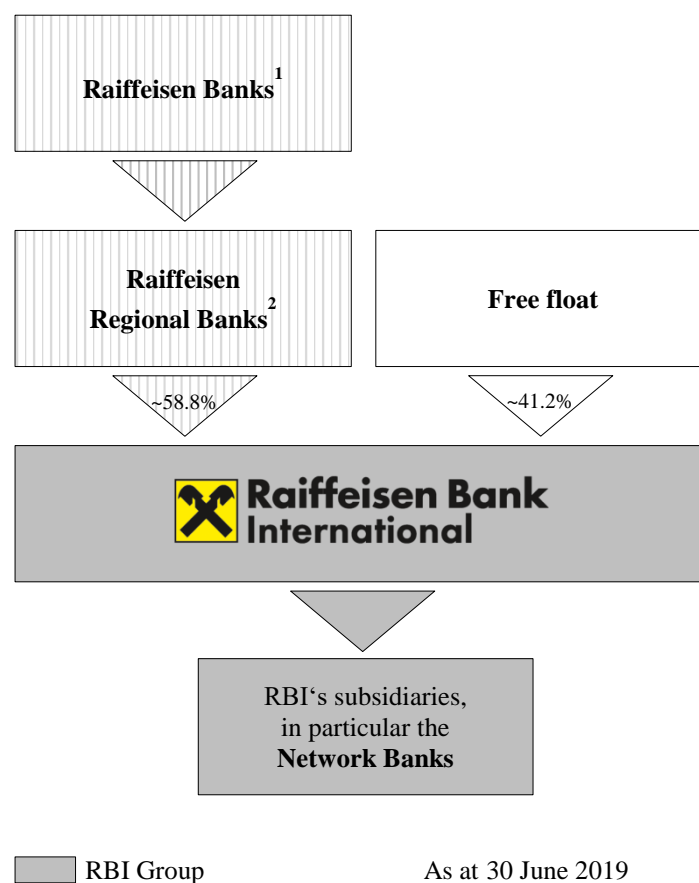 Raiffeisen Banks1
Raiffeisen
Regional Banks2
Free float
~58.8%
~41.2%
Raiffeisen Bank
International
RBI‘s subsidiaries,
in particular the
Network Banks
RBI Group
As at 30 June 2019